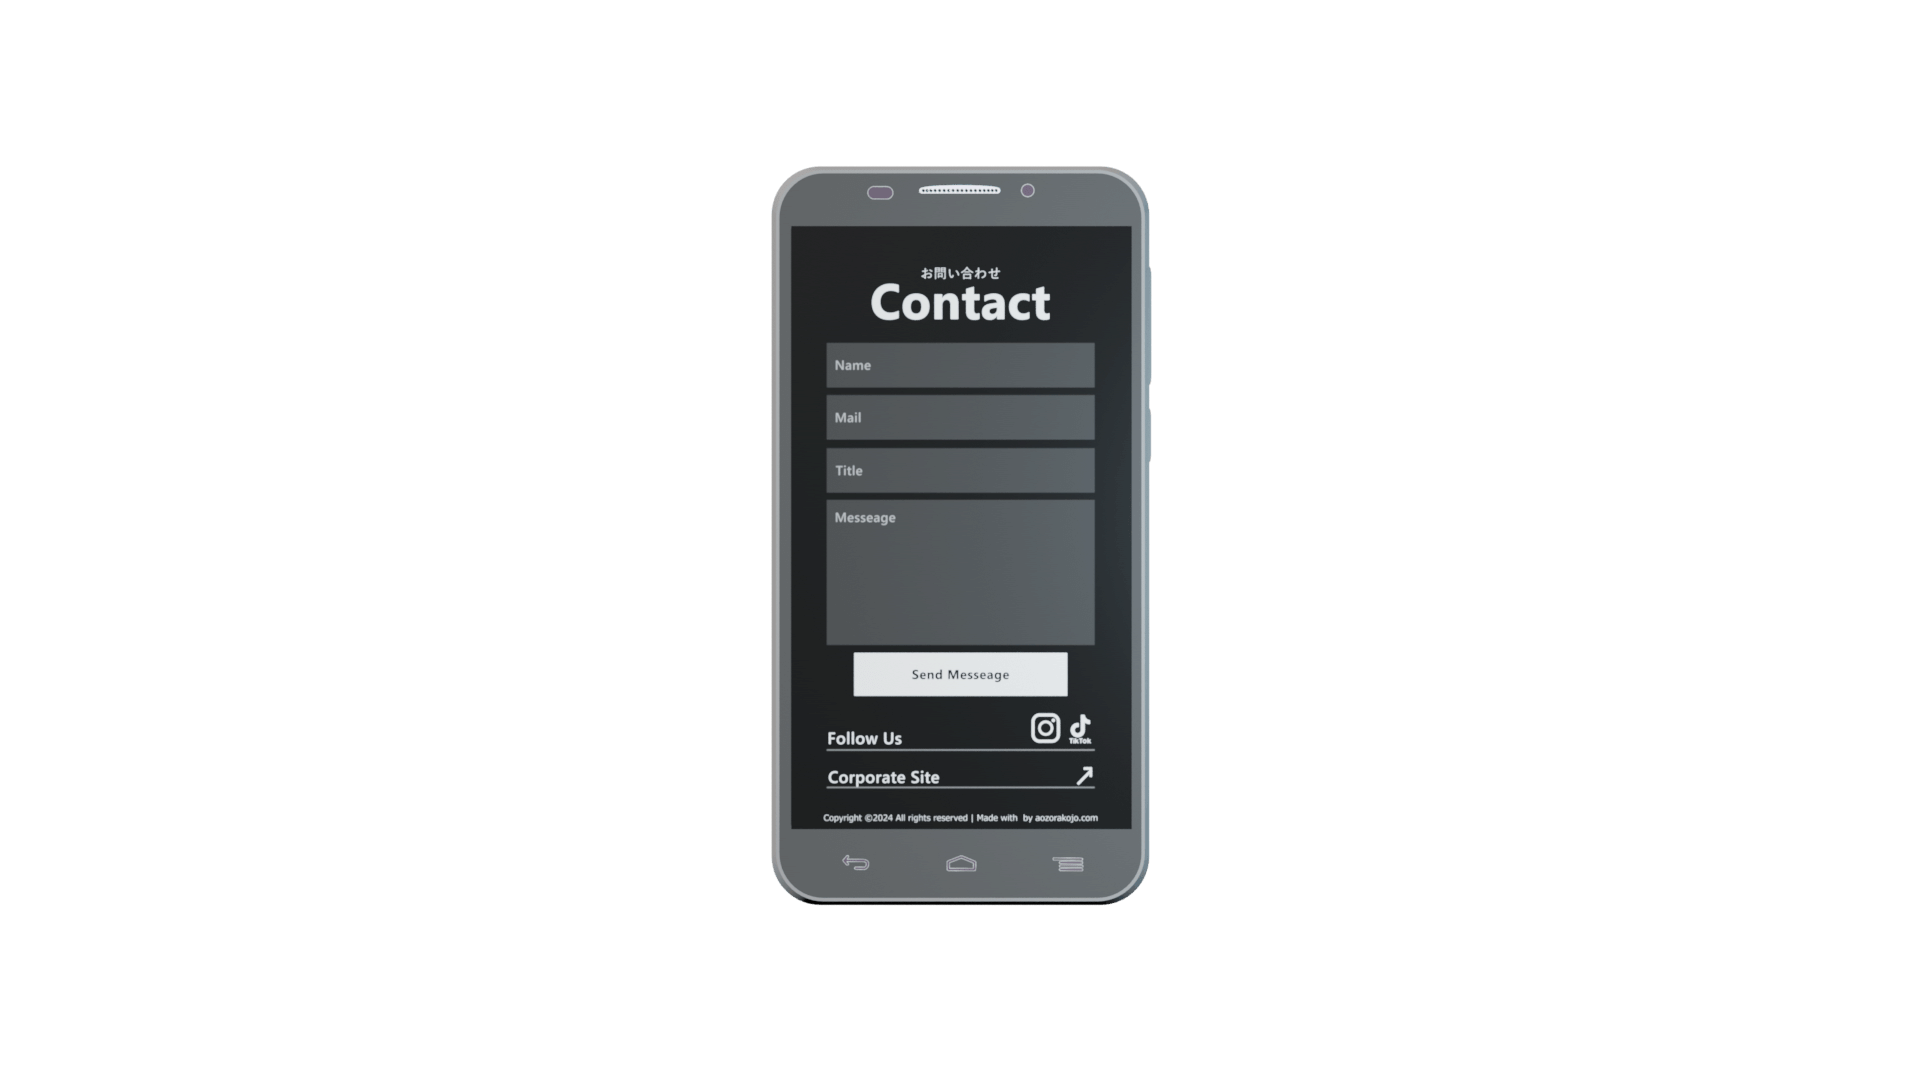 お問い合わせ
Contact
Name
Mail
Title
Messeage
Send Messeage
TikTok
Follow Us
Corporate Site
Copyright ©2024 All rights reserved | Made with by aozorakojo.com